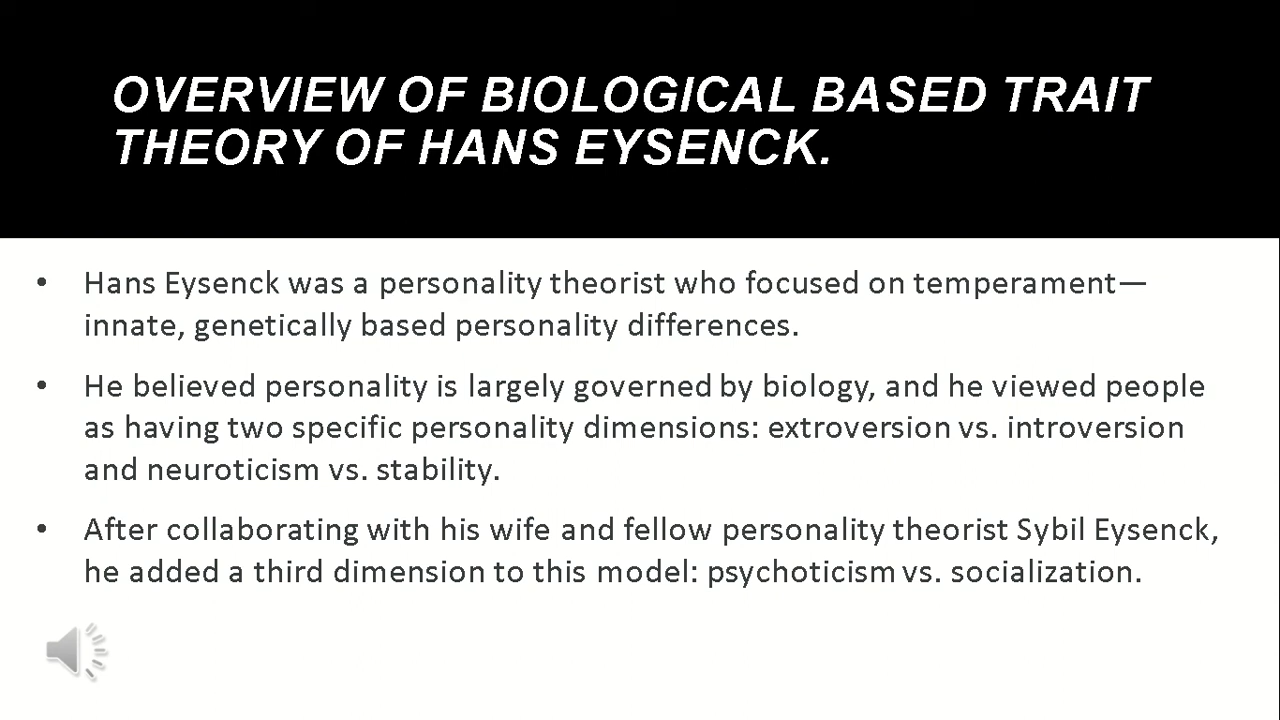 OVERVIEW OF BIOLOGICAL BASED TRAIT
THEORY OF HANS EYSENCK.
• Hans Eysenck was a personality theorist who focused on temperament—
innate, genetically based personality differences.
• He believed personality is largely governed by biology, and he viewed people
as having two specific personality dimensions: extroversion vs. introversion
and neuroticism vs. stability.
• After collaborating with his wife and fellow personality theorist Sybil Eysenck,
he added a third dimension to this model: psychoticism vs. socialization.